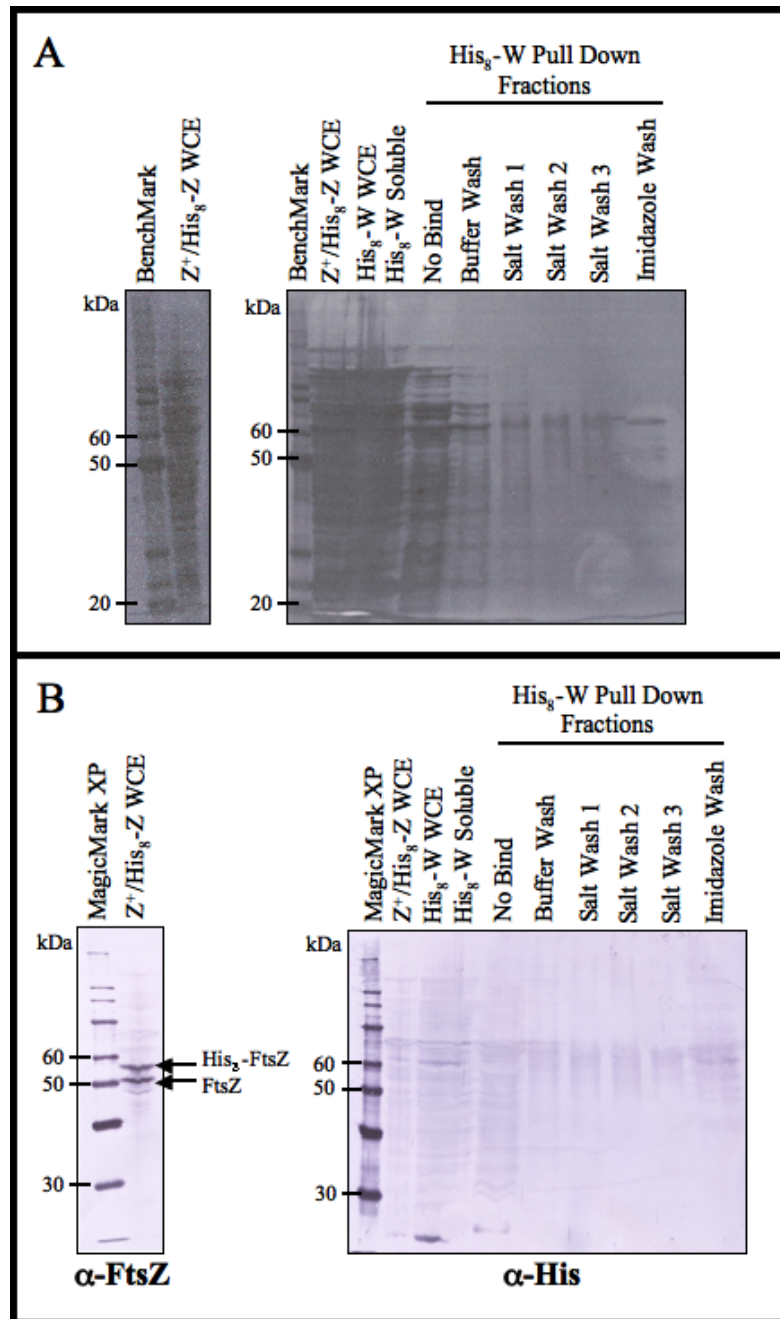 A
His₈-W Pull Down
Fractions
BenchMark
Z⁺/His₈-Z WCE
BenchMark
Z⁺/His₈-Z WCE
His₈-W WCE
His₈-W Soluble
No Bind
Buffer Wash
Salt Wash 1
Salt Wash 2
Salt Wash 3
Imidazole Wash
kDa
60
50
20
kDa
60
50
20
B
His₈-W Pull Down
Fractions
MagicMark XP
Z⁺/His₈-Z WCE
MagicMark XP
Z⁺/His₈-Z WCE
His₈-W WCE
His₈-W Soluble
No Bind
Buffer Wash
Salt Wash 1
Salt Wash 2
Salt Wash 3
Imidazole Wash
kDa
60
50
30
His₈-FtsZ
FtsZ
kDa
60
50
30
α-FtsZ
α-His